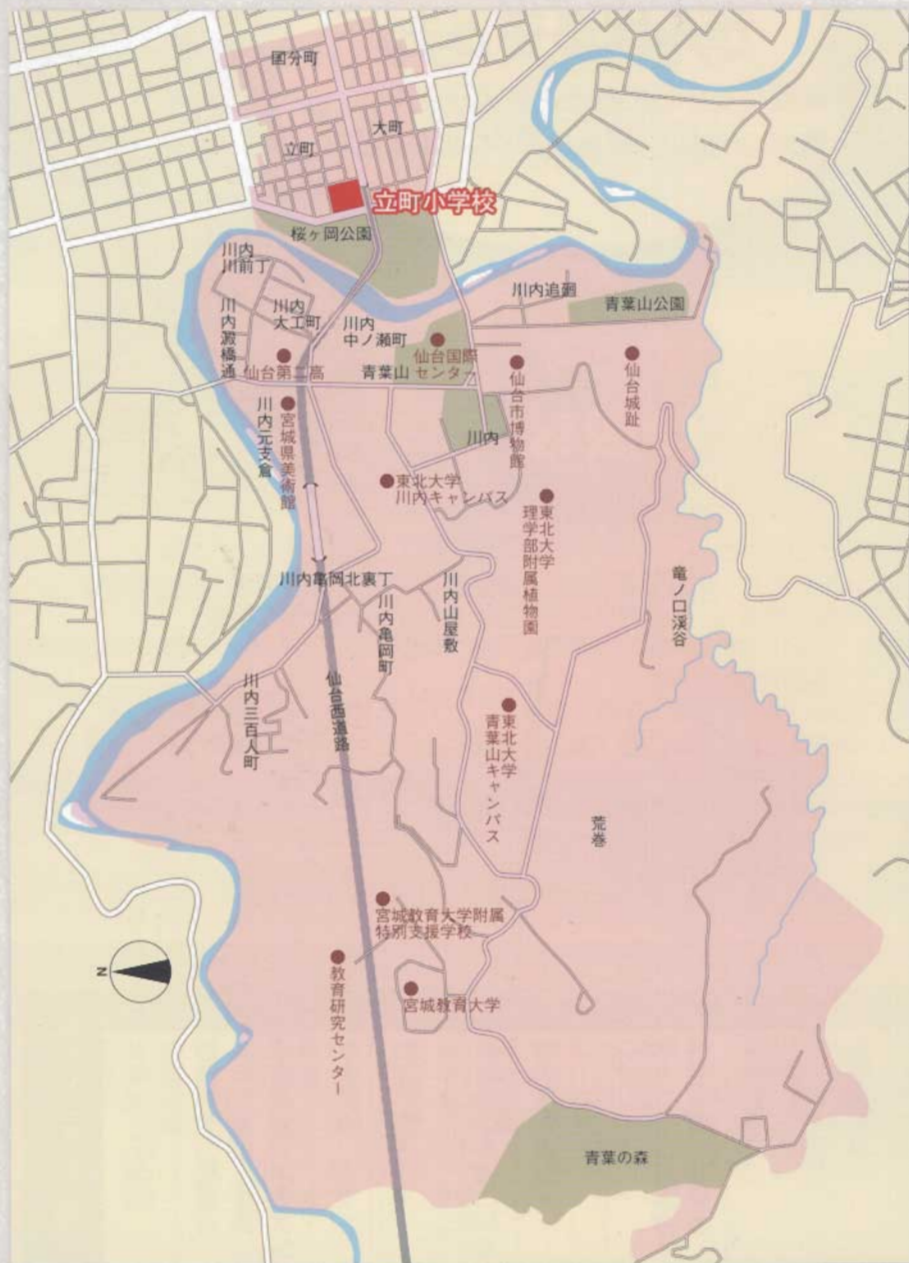 国分町
大町
立町
立町小学校
桜ヶ岡公園
川内
川前丁
川内追廻
青葉山公園
川内
大工町
川内
中ノ瀬町
川内澱橋通
仙台第二高
青葉山
仙台国際
センター
仙台市博物館
仙台城趾
川内元支倉
宮城県美術館
川内
東北大学
川内キャンパス
東北大学
理学部附属植物園
川内亀岡北裏丁
川内亀岡町
川内山屋敷
竜ノ口渓谷
川内三百人町
仙台西道路
東北大学
青葉山キャンパス
荒巻
宮城教育大学附属
特別支援学校
教育研究センター
宮城教育大学
N
青葉の森